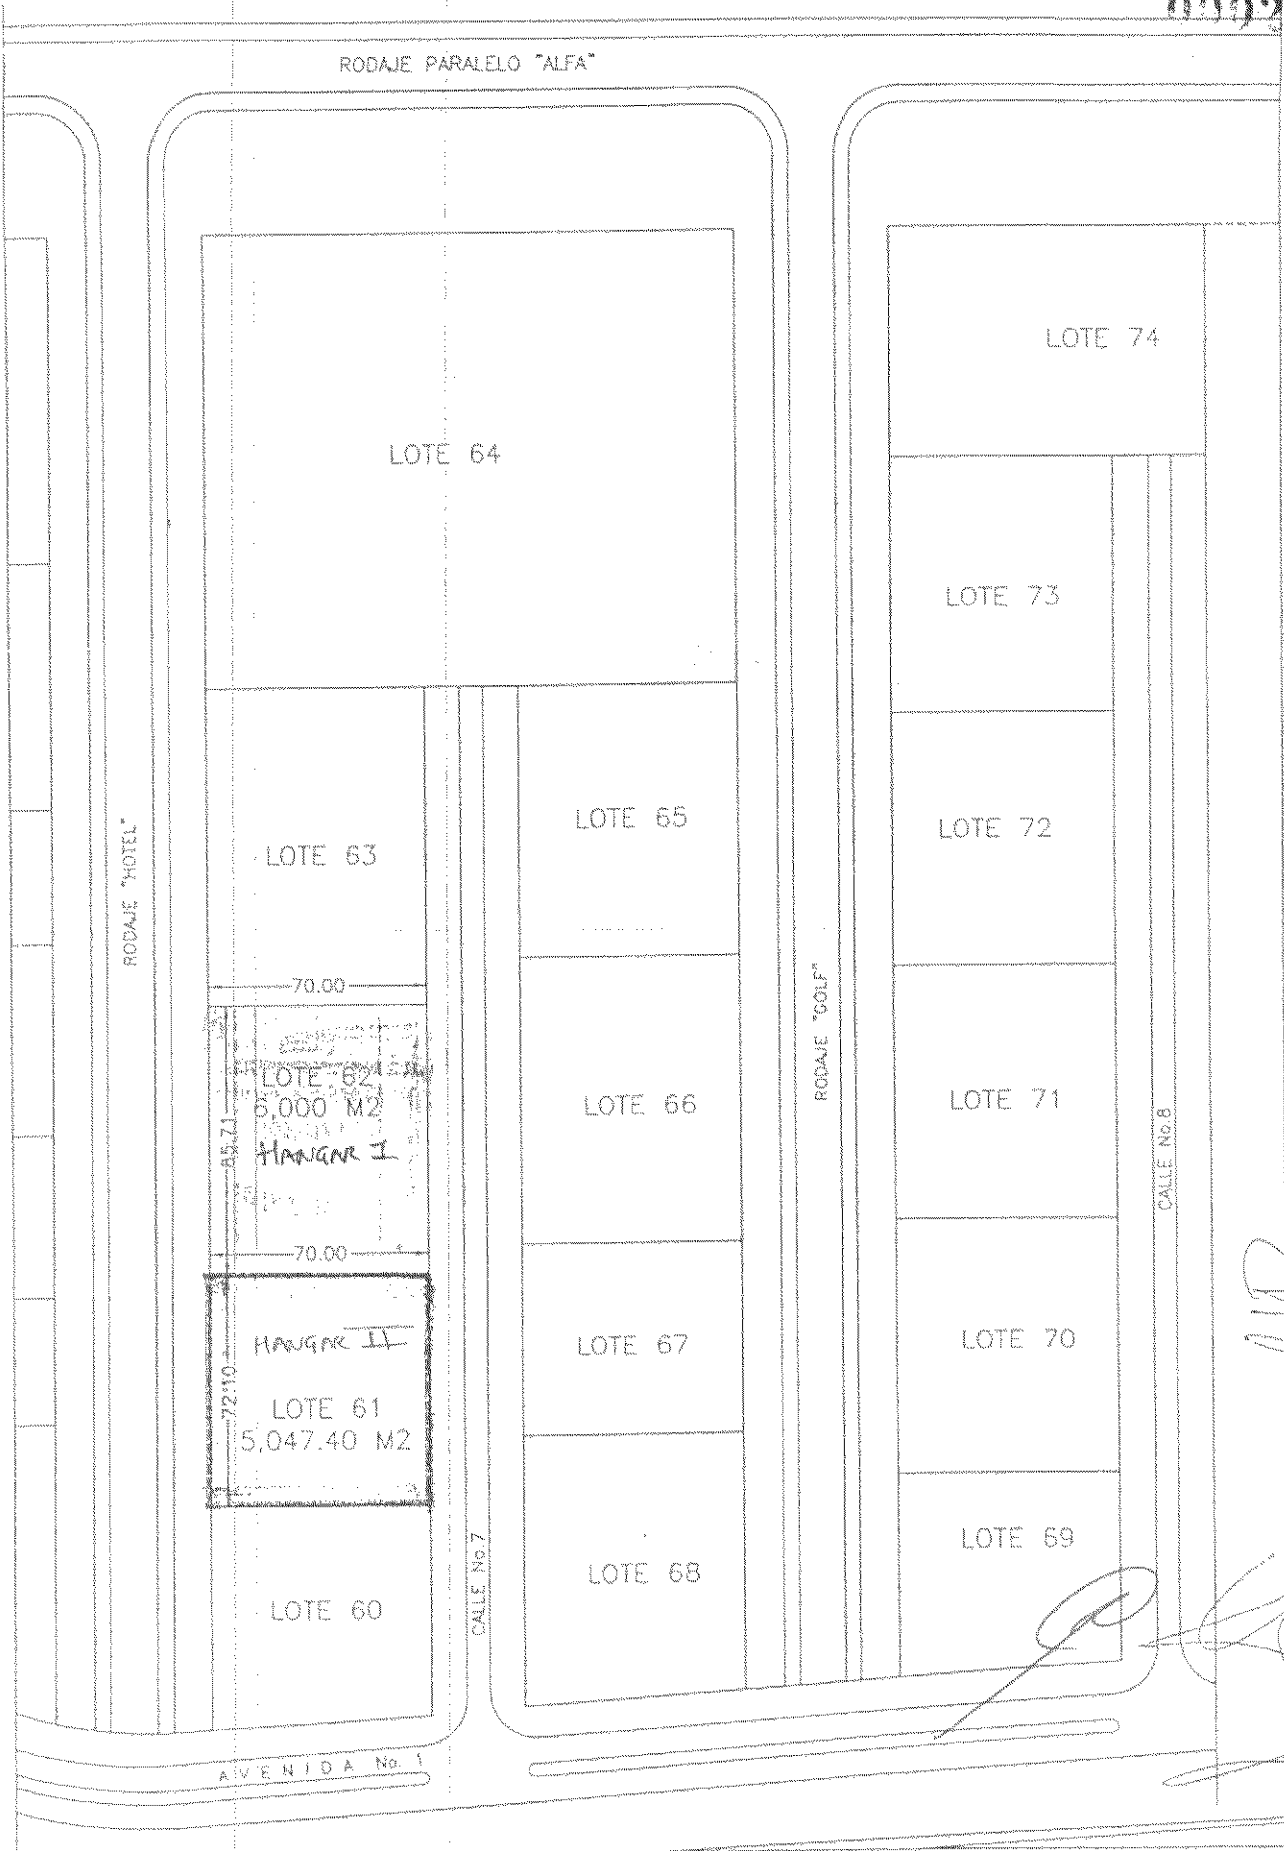 RODAJE PARALELO "ALFA"
LOTE 74
LOTE 64
LOTE 73
LOTE 65
LOTE 72
LOTE 63
RODAJE "HOTEL"
70.00
RODAJE "GOLF"
LOTE 62
6,000 M2
HANGAR I
85.71
LOTE 66
LOTE 71
CALLE No.8
70.00
HANGAR II
72.10
LOTE 61
5,047.40 M2
LOTE 67
LOTE 70
LOTE 69
CALLE No.7
LOTE 68
LOTE 60
AVENIDA No. 1